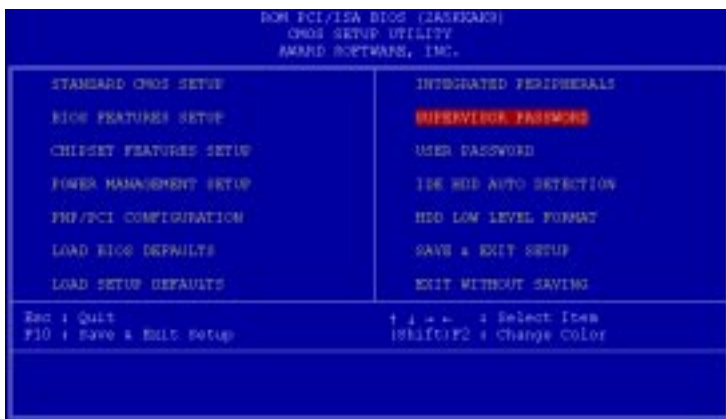 ROM PCI/ISA BIOS (2A5KKAK9)
CMOS SETUP UTILITY
AWARD SOFTWARE, INC.
STANDARD CMOS SETUP
BIOS FEATURES SETUP
CHIPSET FEATURES SETUP
POWER MANAGEMENT SETUP
PNP/PCI CONFIGURATION
LOAD BIOS DEFAULTS
LOAD SETUP DEFAULTS
INTEGRATED PERIPHERALS
SUPERVISOR PASSWORD
USER PASSWORD
IDE HDD AUTO DETECTION
HDD LOW LEVEL FORMAT
SAVE & EXIT SETUP
EXIT WITHOUT SAVING
Esc : Quit
F10 : Save & Exit Setup
↑ ↓ → ← : Select Item
(Shift)F2 : Change Color